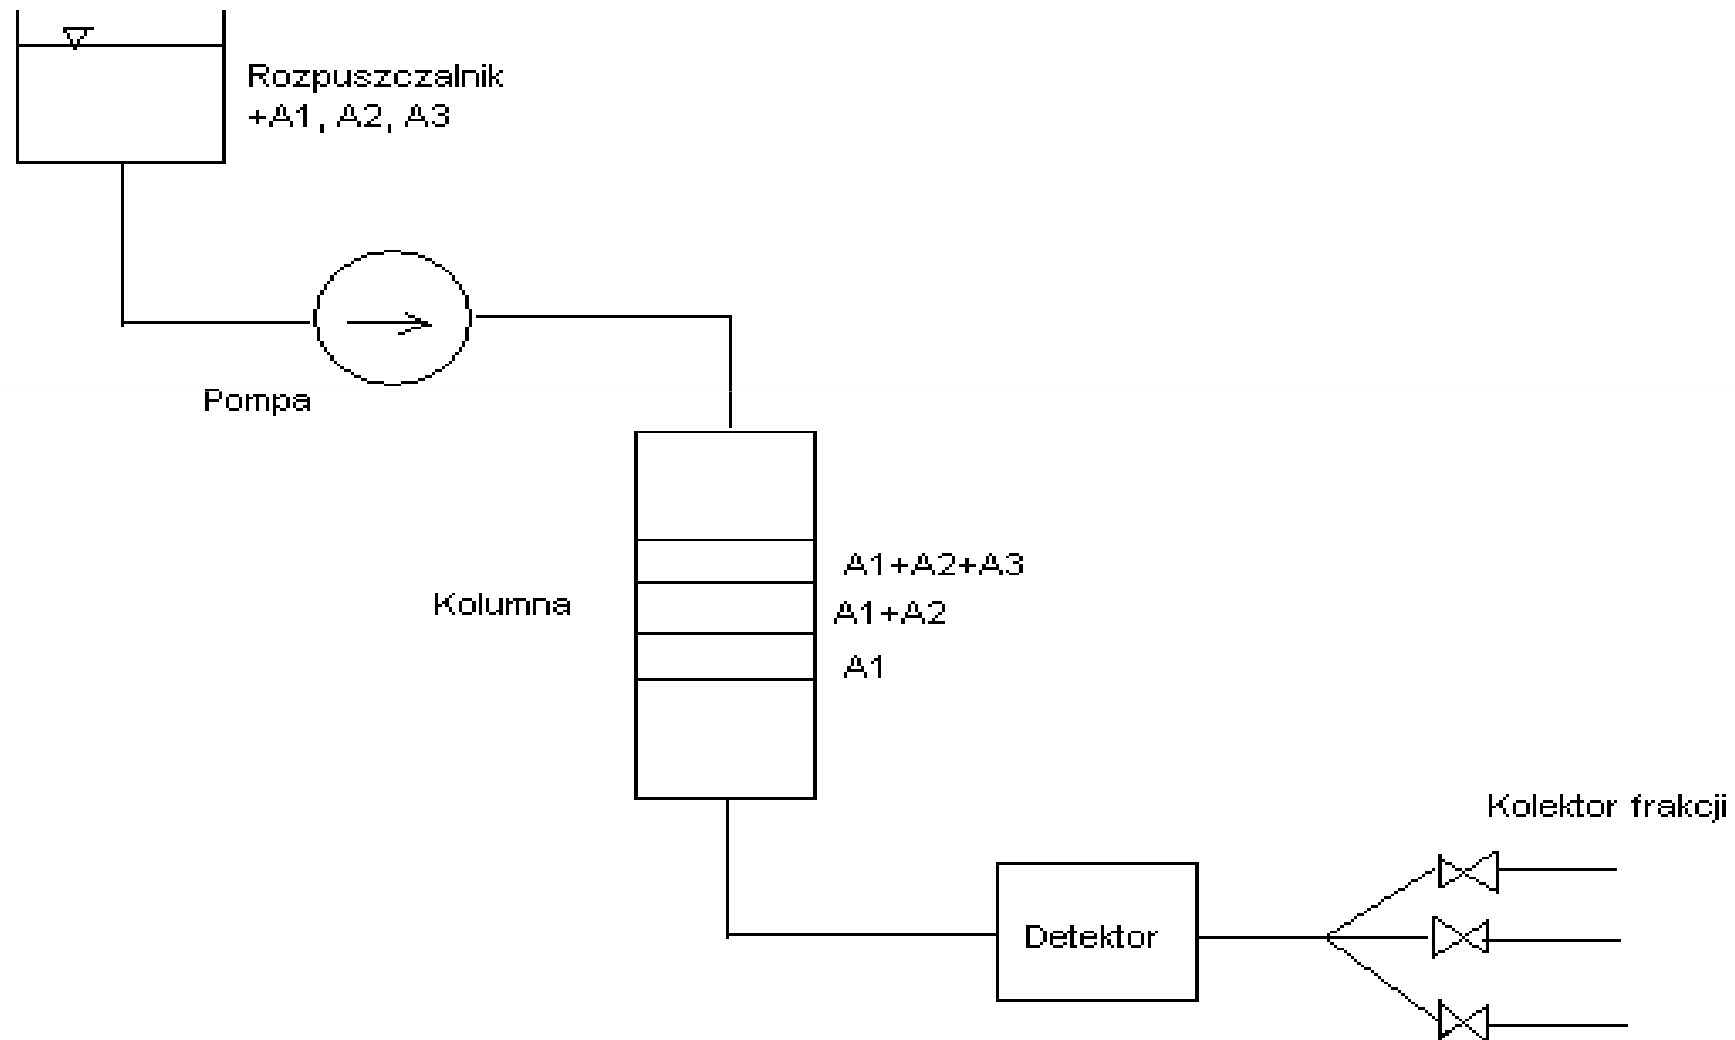 Rozpuszczalnik
+A1, A2, A3
Pompa
A1+A2+A3
Kolumna
A1+A2
A1
Kolektor frakcji
Detektor